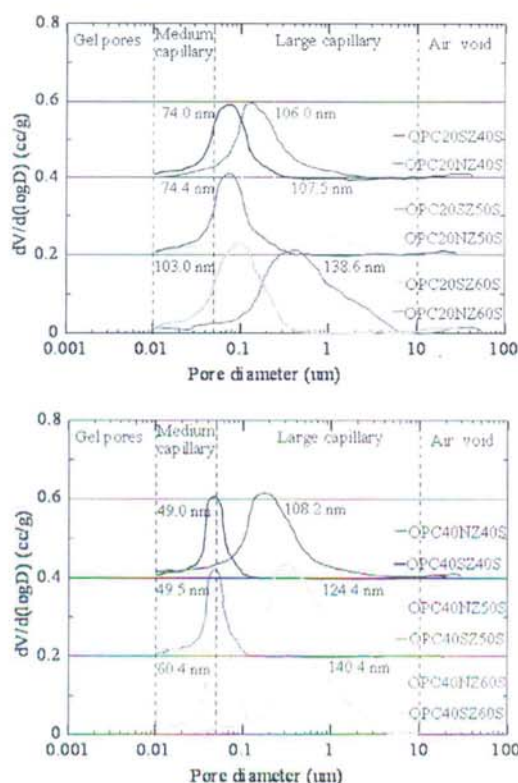 0.8
Gel pores
Medium capillary
Large capillary
Air void
0.6
74.0 nm
106.0 nm
OPC20SZ40S
OPC20NZ40S
0.4
74.4 nm
107.5 nm
OPC20SZ50S
OPC20NZ50S
0.2
103.0 nm
138.6 nm
OPC20SZ60S
OPC20NZ60S
0
dV/d(logD) (cc/g)
0.001 0.01 0.1 1 10 100
Pore diameter (um)
0.8
Gel pores
Medium capillary
Large capillary
Air void
0.6
49.0 nm
108.2 nm
OPC40NZ40S
OPC40SZ40S
0.4
49.5 nm
124.4 nm
OPC40NZ50S
OPC40SZ50S
0.2
60.4 nm
140.4 nm
OPC40NZ60S
OPC40SZ60S
0
dV/d(logD) (cc/g)
0.001 0.01 0.1 1 10 100
Pore diameter (um)